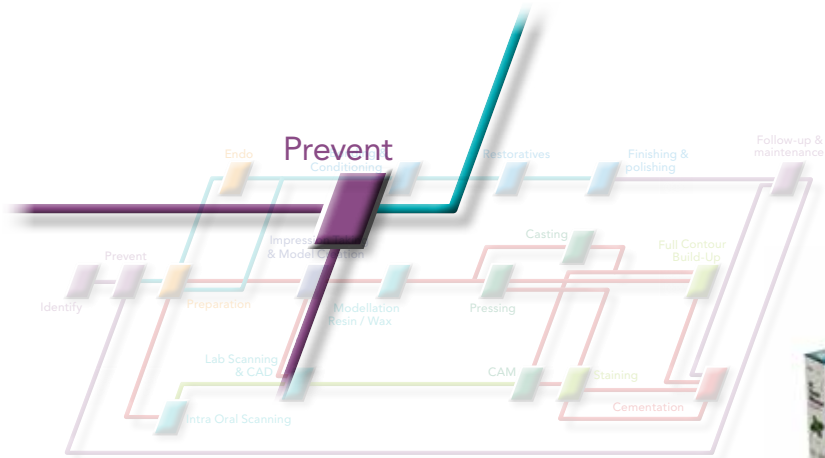 Prevent
Endo
Conditioning
Restoratives
Finishing &
polishing
Follow-up &
maintenance
Identify
Prevent
Preparation
& Model Creation
Modellation
Resin / Wax
Casting
Pressing
Full Contour
Build-Up
Lab Scanning
& CAD
Intra Oral Scanning
CAM
Staining
Cementation